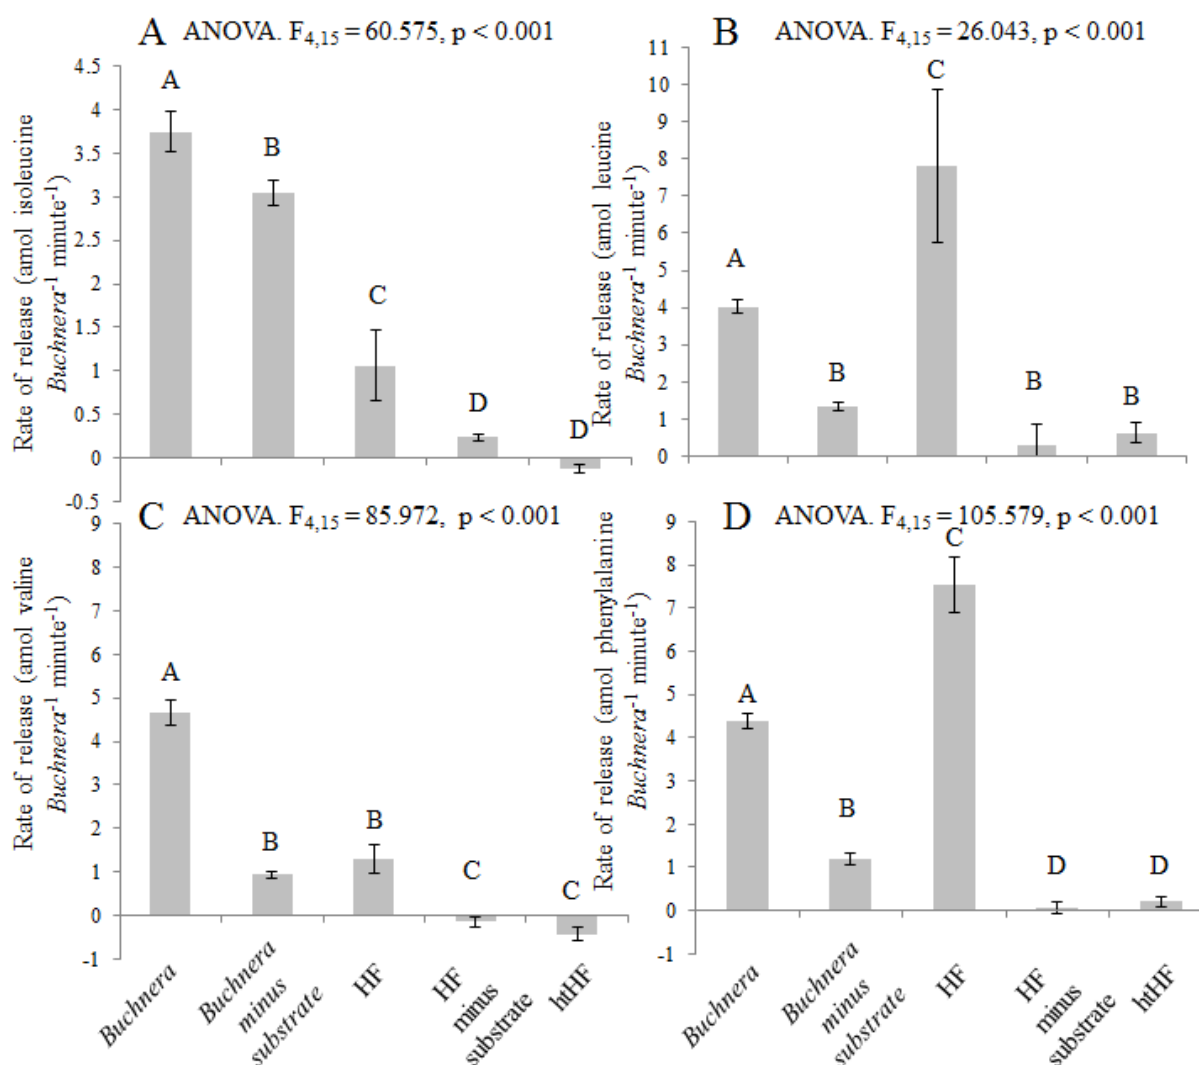 A ANOVA. F4,15 = 60.575, p < 0.001
Rate of release (amol isoleucine
Buchnera-1 minute-1)
4.5
4
3.5
3
2.5
2
1.5
1
0.5
0
-0.5
A
B
C
D
D
B ANOVA. F4,15 = 26.043, p < 0.001
Rate of release (amol leucine
Buchnera-1 minute-1)
11
10
9
8
7
6
5
4
3
2
1
0
A
B
C
B
B
C ANOVA. F4,15 = 85.972, p < 0.001
Rate of release (amol valine
Buchnera-1 minute-1)
9
8
7
6
5
4
3
2
1
0
-1
A
B
B
C
C
Buchnera
Buchnera
minus
substrate
HF
HF
minus
substrate
htHF
D ANOVA. F4,15 = 105.579, p < 0.001
Rate of release (amol phenylalanine
Buchnera-1 minute-1)
9
8
7
6
5
4
3
2
1
0
-1
A
B
C
D
D
Buchnera
Buchnera
minus
substrate
HF
HF
minus
substrate
htHF